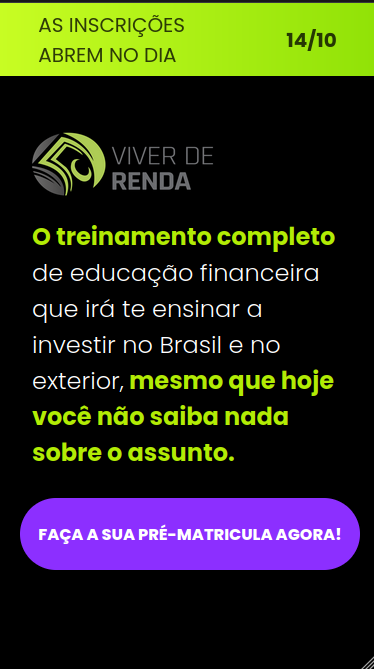 AS INSCRIÇÕES
ABREM NO DIA
14/10
VIVER DE
RENDA
O treinamento completo
de educação financeira
que irá te ensinar a
investir no Brasil e no
exterior, mesmo que hoje
você não saiba nada
sobre o assunto.
FAÇA A SUA PRÉ-MATRICULA AGORA!